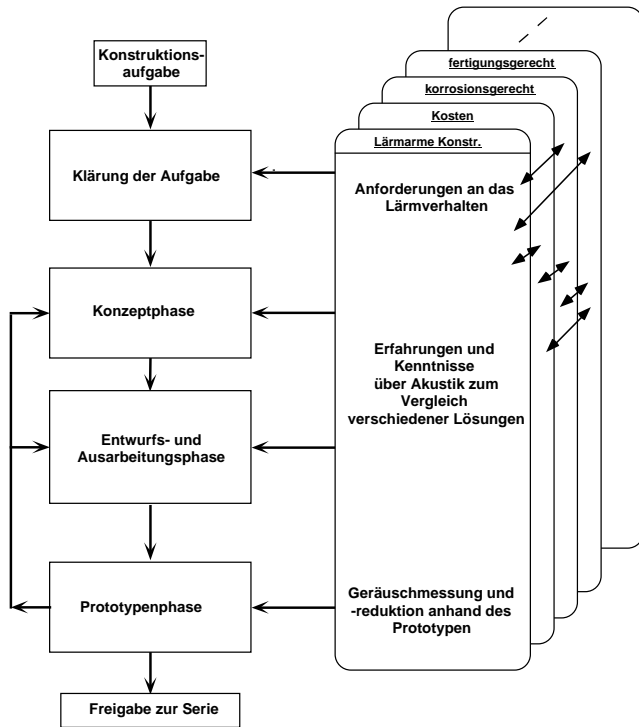 Konstruktions-
aufgabe
Klärung der Aufgabe
Konzeptphase
Entwurfs- und
Ausarbeitungsphase
Prototypenphase
Freigabe zur Serie
fertigungsgerecht
korrosionsgerecht
Kosten
Lärmarme Konstr.
Anforderungen an das
Lärmverhalten
Erfahrungen und
Kenntnisse
über Akustik zum
Vergleich
verschiedener Lösungen
Geräuschmessung und
-reduktion anhand des
Prototypen